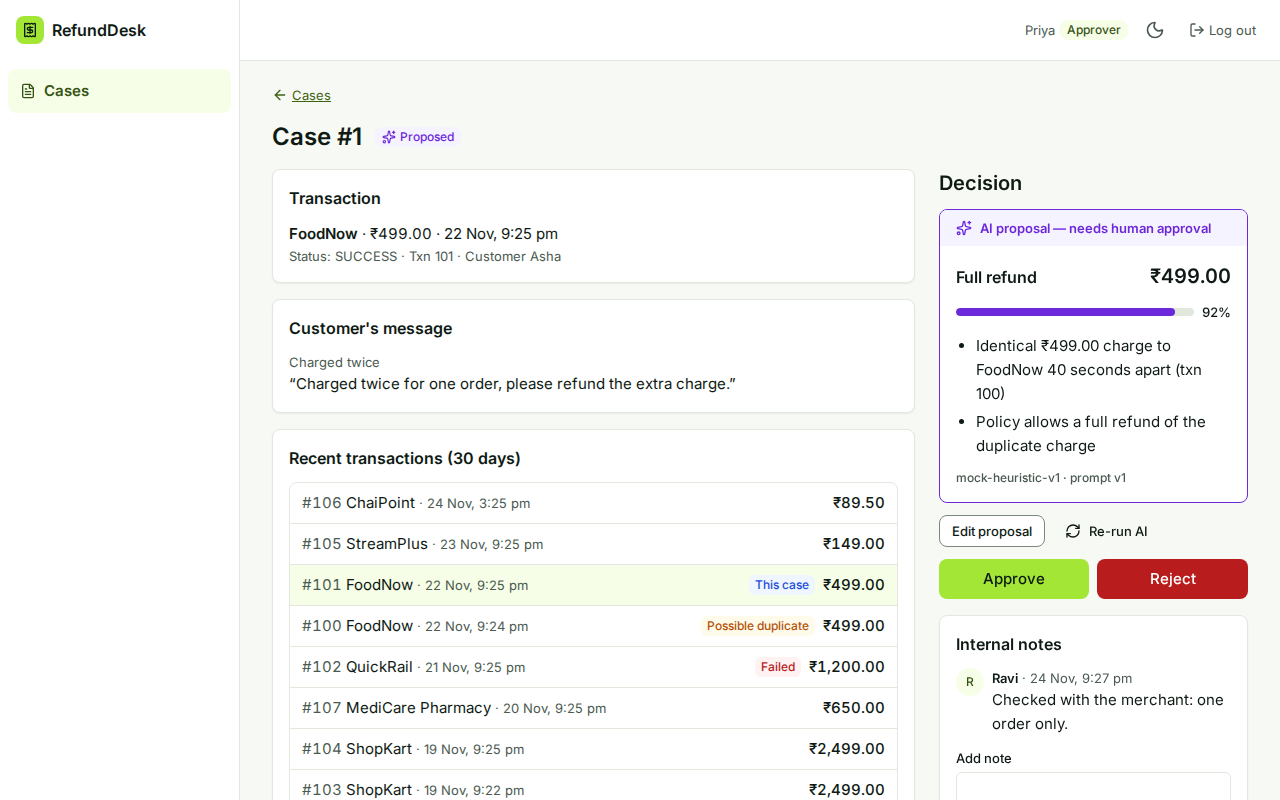 RefundDesk
Priya Approver Log out
Cases
Cases
Case #1 Proposed
Transaction
FoodNow · ₹499.00 · 22 Nov, 9:25 pm
Status: SUCCESS · Txn 101 · Customer Asha
Customer's message
Charged twice
“Charged twice for one order, please refund the extra charge.”
Recent transactions (30 days)
#106 ChaiPoint · 24 Nov, 3:25 pm ₹89.50
#105 StreamPlus · 23 Nov, 9:25 pm ₹149.00
#101 FoodNow · 22 Nov, 9:25 pm This case ₹499.00
#100 FoodNow · 22 Nov, 9:24 pm Possible duplicate ₹499.00
#102 QuickRail · 21 Nov, 9:25 pm Failed ₹1,200.00
#107 MediCare Pharmacy · 20 Nov, 9:25 pm ₹650.00
#104 ShopKart · 19 Nov, 9:25 pm ₹2,499.00
#103 ShopKart · 19 Nov, 9:22 pm ₹2,499.00
Decision
AI proposal — needs human approval
Full refund ₹499.00
92%
• Identical ₹499.00 charge to
FoodNow 40 seconds apart (txn
100)
• Policy allows a full refund of the
duplicate charge
mock-heuristic-v1 · prompt v1
Edit proposal Re-run AI
Approve Reject
Internal notes
R Ravi · 24 Nov, 9:27 pm
Checked with the merchant: one
order only.
Add note